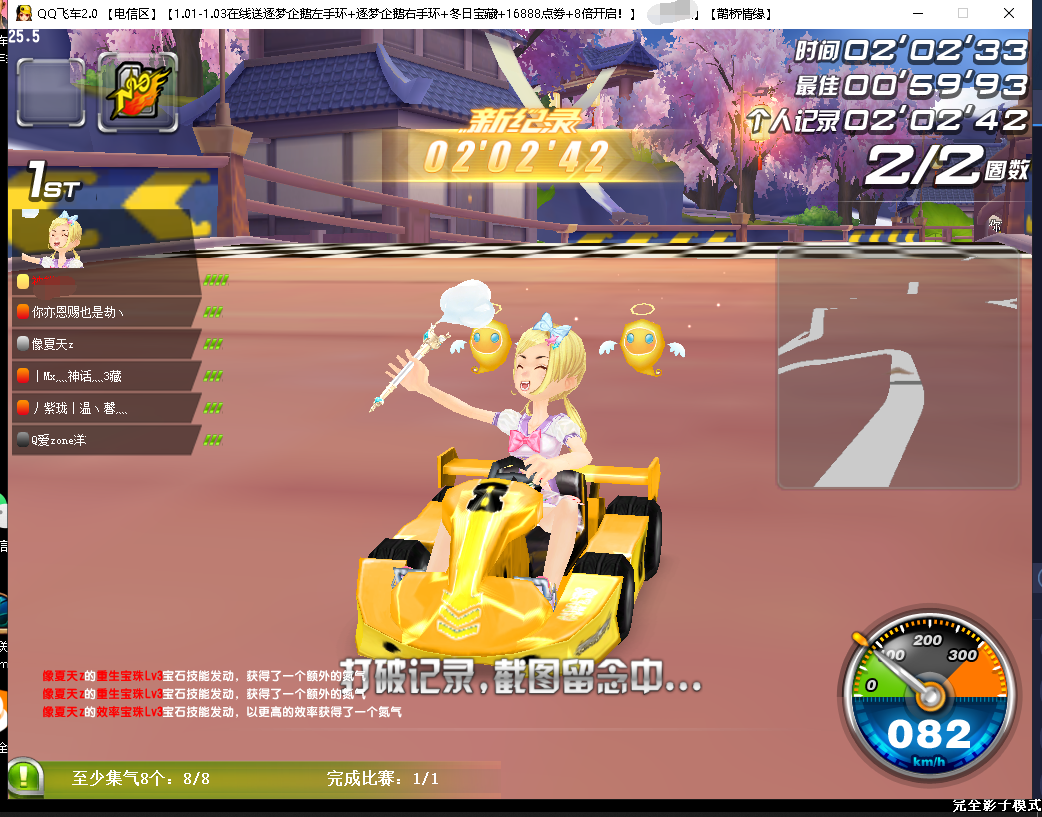 QQ飞车2.0 【电信区】【1.01-1.03在线送逐梦企鹅左手环+逐梦企鹅右手环+冬日宝藏+16888点券+8倍开启！】 】【鹊桥情缘】
25.5
时间02'02'33
最佳00'59'93
个人记录02'02'42
2/2圈数
新纪录
02'02'42
1ST
你亦恩赐也是劫丶
像夏天z
丨Mx灬神话灬3藏
丿紫珑丨温丶馨灬
Q爱zone洋
你
打破记录,截图留念中...
像夏天z的重生宝珠Lv3宝石技能发动，获得了一个额外的氮气
像夏天z的重生宝珠Lv3宝石技能发动，获得了一个额外的氮气
像夏天z的效率宝珠Lv3宝石技能发动，以更高的效率获得了一个氮气
0 100 200 300
082
km/h
至少集气8个：8/8 完成比赛：1/1
完全影子模式